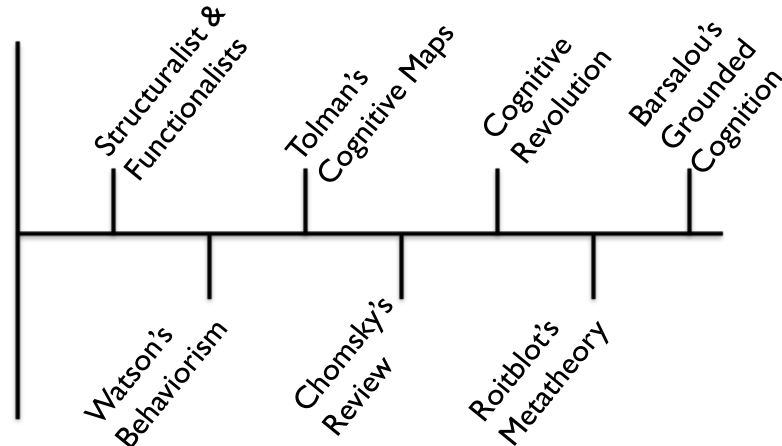 Structuralist &
Functionalists
Tolman's
Cognitive Maps
Cognitive
Revolution
Barsalou's
Grounded
Cognition
Watson's
Behaviorism
Chomsky's
Review
Roitblot's
Metatheory